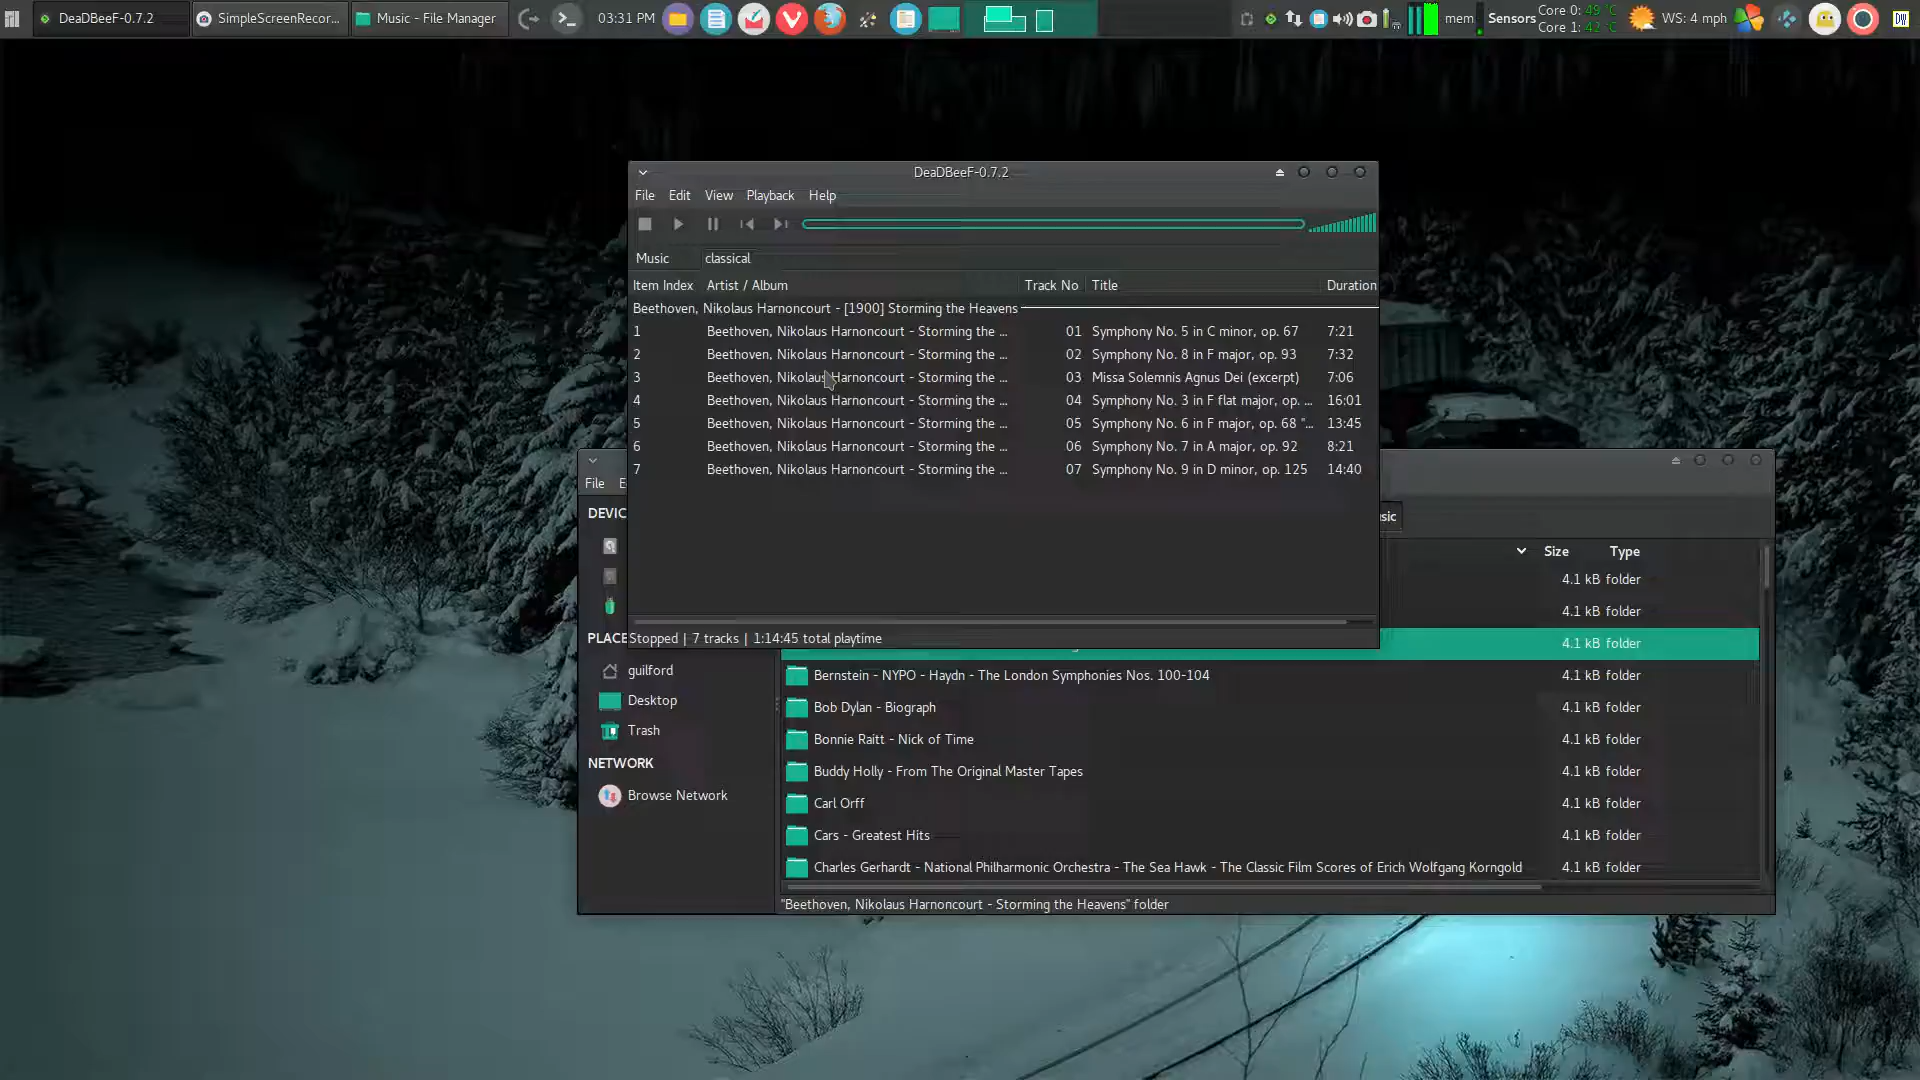 DeaDBeeF-0.7.2 SimpleScreenRecor... Music - File Manager 03:31 PM mem Sensors Core 0: 49 °C WS: 4 mph
Core 1: 42 °C
DeaDBeeF-0.7.2
File Edit View Playback Help
Music classical
Item Index Artist / Album Track No Title Duration
Beethoven, Nikolaus Harnoncourt - [1900] Storming the Heavens
1 Beethoven, Nikolaus Harnoncourt - Storming the ... 01 Symphony No. 5 in C minor, op. 67 7:21
2 Beethoven, Nikolaus Harnoncourt - Storming the ... 02 Symphony No. 8 in F major, op. 93 7:32
3 Beethoven, Nikolaus Harnoncourt - Storming the ... 03 Missa Solemnis Agnus Dei (excerpt) 7:06
4 Beethoven, Nikolaus Harnoncourt - Storming the ... 04 Symphony No. 3 in F flat major, op. ... 16:01
5 Beethoven, Nikolaus Harnoncourt - Storming the ... 05 Symphony No. 6 in F major, op. 68 "... 13:45
6 Beethoven, Nikolaus Harnoncourt - Storming the ... 06 Symphony No. 7 in A major, op. 92 8:21
7 Beethoven, Nikolaus Harnoncourt - Storming the ... 07 Symphony No. 9 in D minor, op. 125 14:40
Stopped | 7 tracks | 1:14:45 total playtime
File E
DEVIC
sic
Size Type
4.1 kB folder
4.1 kB folder
4.1 kB folder
PLACE
guilford
Desktop
Trash
NETWORK
Browse Network
Bernstein - NYPO - Haydn - The London Symphonies Nos. 100-104 4.1 kB folder
Bob Dylan - Biograph 4.1 kB folder
Bonnie Raitt - Nick of Time 4.1 kB folder
Buddy Holly - From The Original Master Tapes 4.1 kB folder
Carl Orff 4.1 kB folder
Cars - Greatest Hits 4.1 kB folder
Charles Gerhardt - National Philharmonic Orchestra - The Sea Hawk - The Classic Film Scores of Erich Wolfgang Korngold 4.1 kB folder
"Beethoven, Nikolaus Harnoncourt - Storming the Heavens" folder